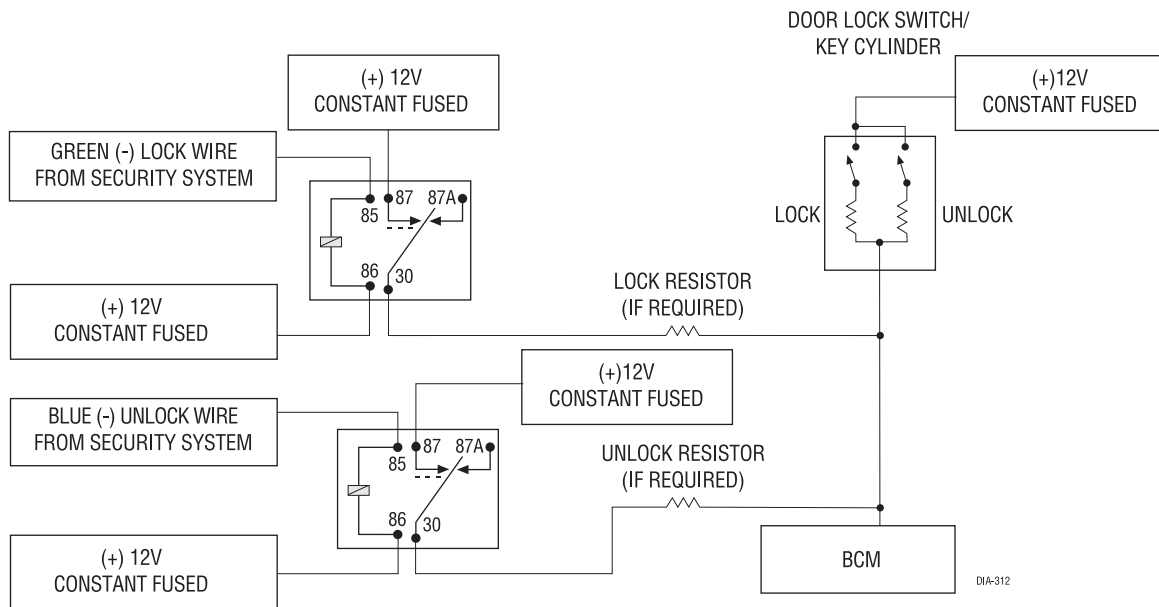 DOOR LOCK SWITCH/
KEY CYLINDER
(+) 12V
CONSTANT FUSED
(+)12V
CONSTANT FUSED
GREEN (-) LOCK WIRE
FROM SECURITY SYSTEM
87
87A
85
86
30
LOCK
UNLOCK
(+) 12V
CONSTANT FUSED
LOCK RESISTOR
(IF REQUIRED)
(+)12V
CONSTANT FUSED
BLUE (-) UNLOCK WIRE
FROM SECURITY SYSTEM
87
87A
85
86
30
UNLOCK RESISTOR
(IF REQUIRED)
(+) 12V
CONSTANT FUSED
BCM
DIA-312